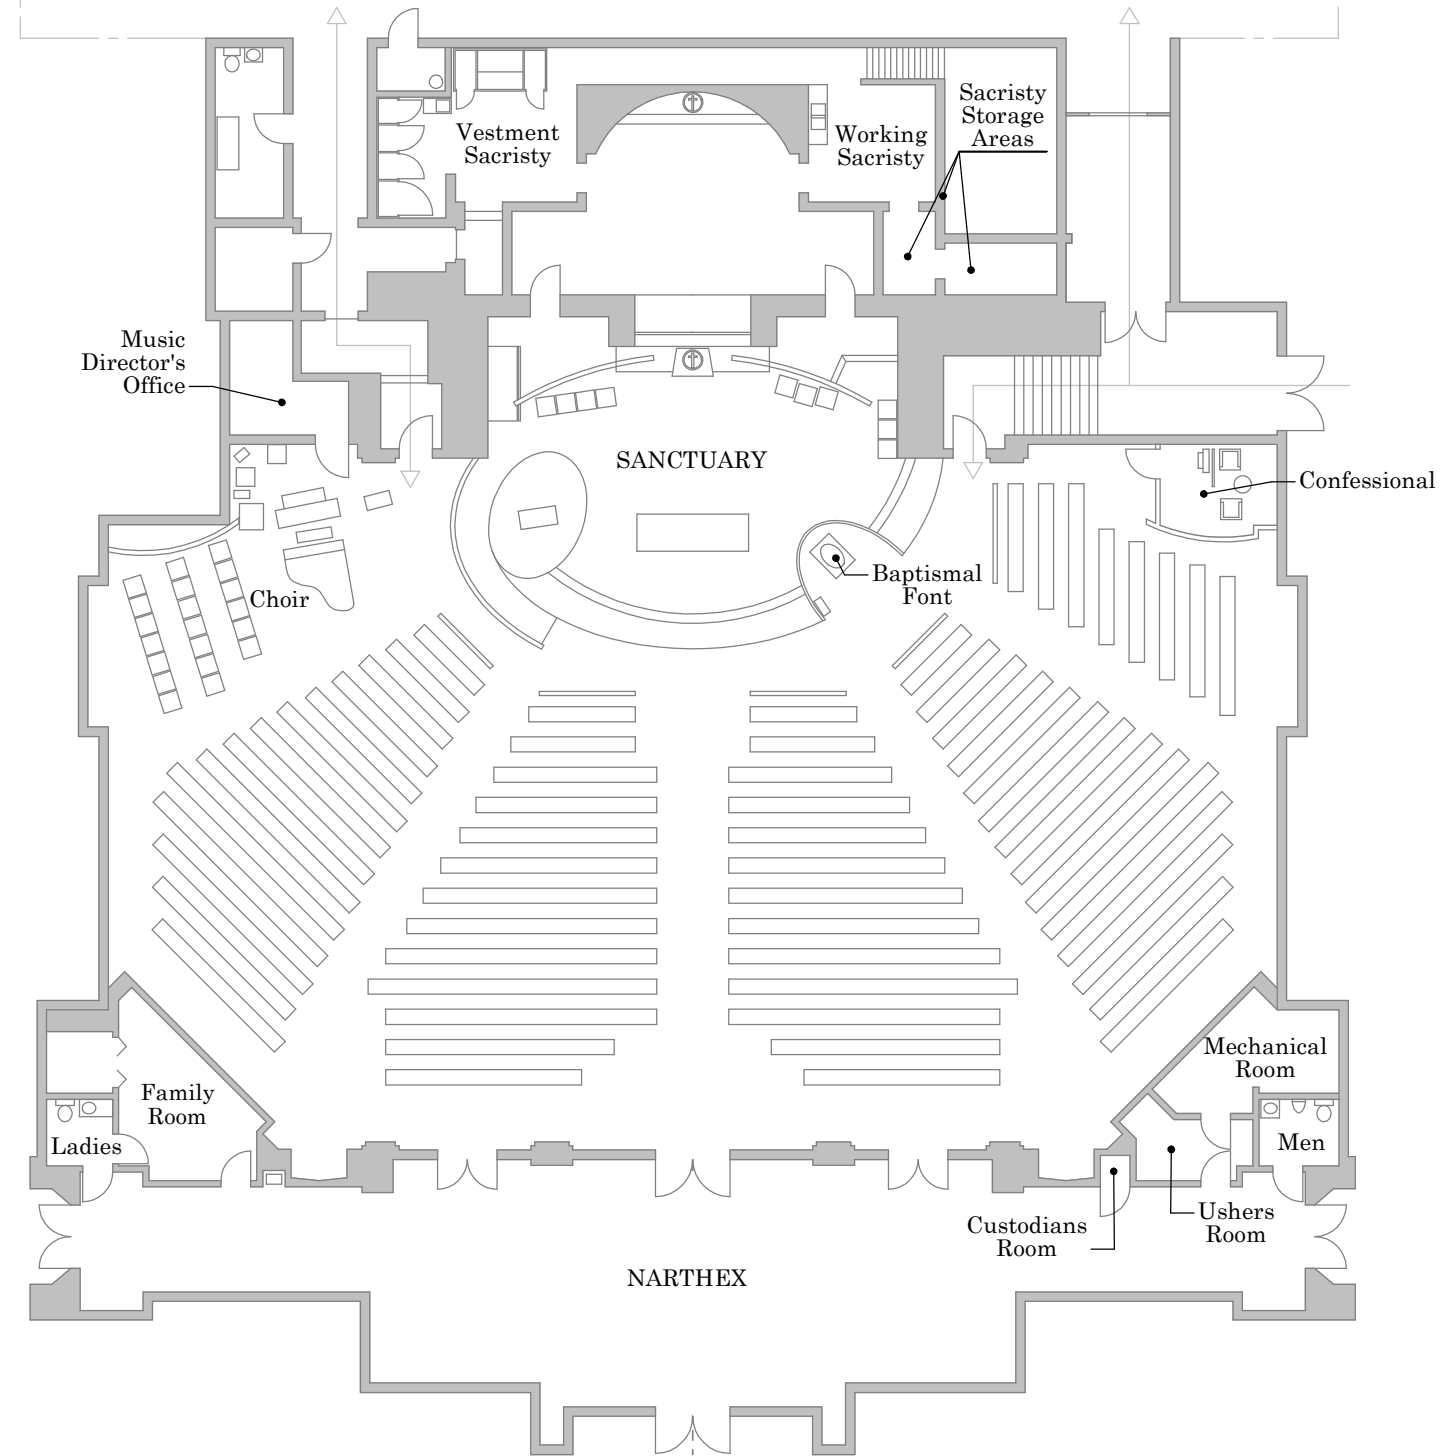 Sacristy
Storage
Areas
Vestment
Sacristy
Working
Sacristy
Music
Director's
Office
SANCTUARY
Confessional
Baptismal
Font
Choir
Mechanical
Room
Family
Room
Ladies
Men
Ushers
Room
Custodians
Room
NARTHEX